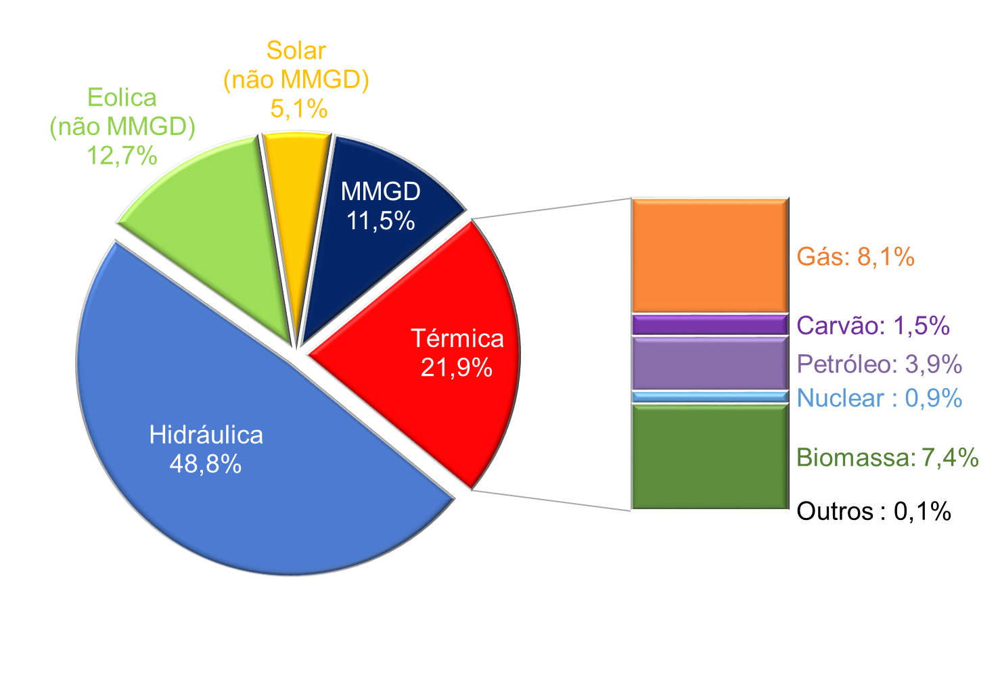 Solar
(não MMGD)
5,1%
Eolica
(não MMGD)
12,7%
MMGD
11,5%
Térmica
21,9%
Hidráulica
48,8%
Gás: 8,1%
Carvão: 1,5%
Petróleo: 3,9%
Nuclear : 0,9%
Biomassa: 7,4%
Outros : 0,1%